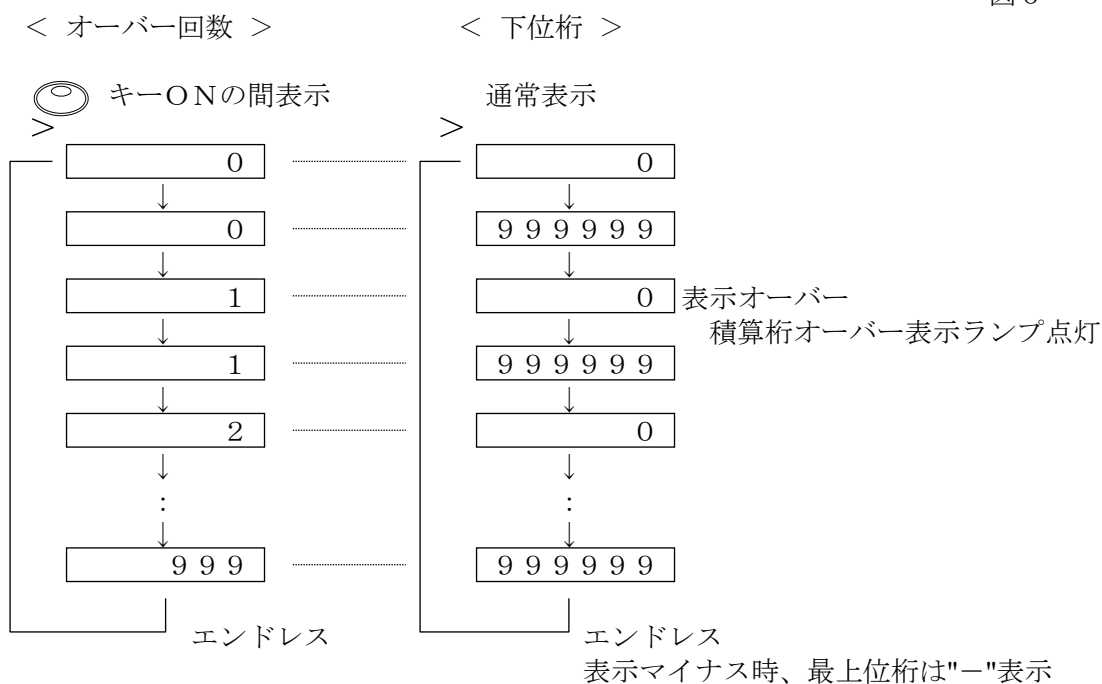 < オーバー回数 > < 下位桁 >
キーONの間表示 通常表示
> >
0 0
↓ ↓
0 999999
↓ ↓
1 0 表示オーバー
↓ ↓ 積算桁オーバー表示ランプ点灯
1 999999
↓ ↓
2 0
↓ ↓
: :
↓ ↓
999 999999
エンドレス エンドレス
表示マイナス時、最上位桁は"−"表示